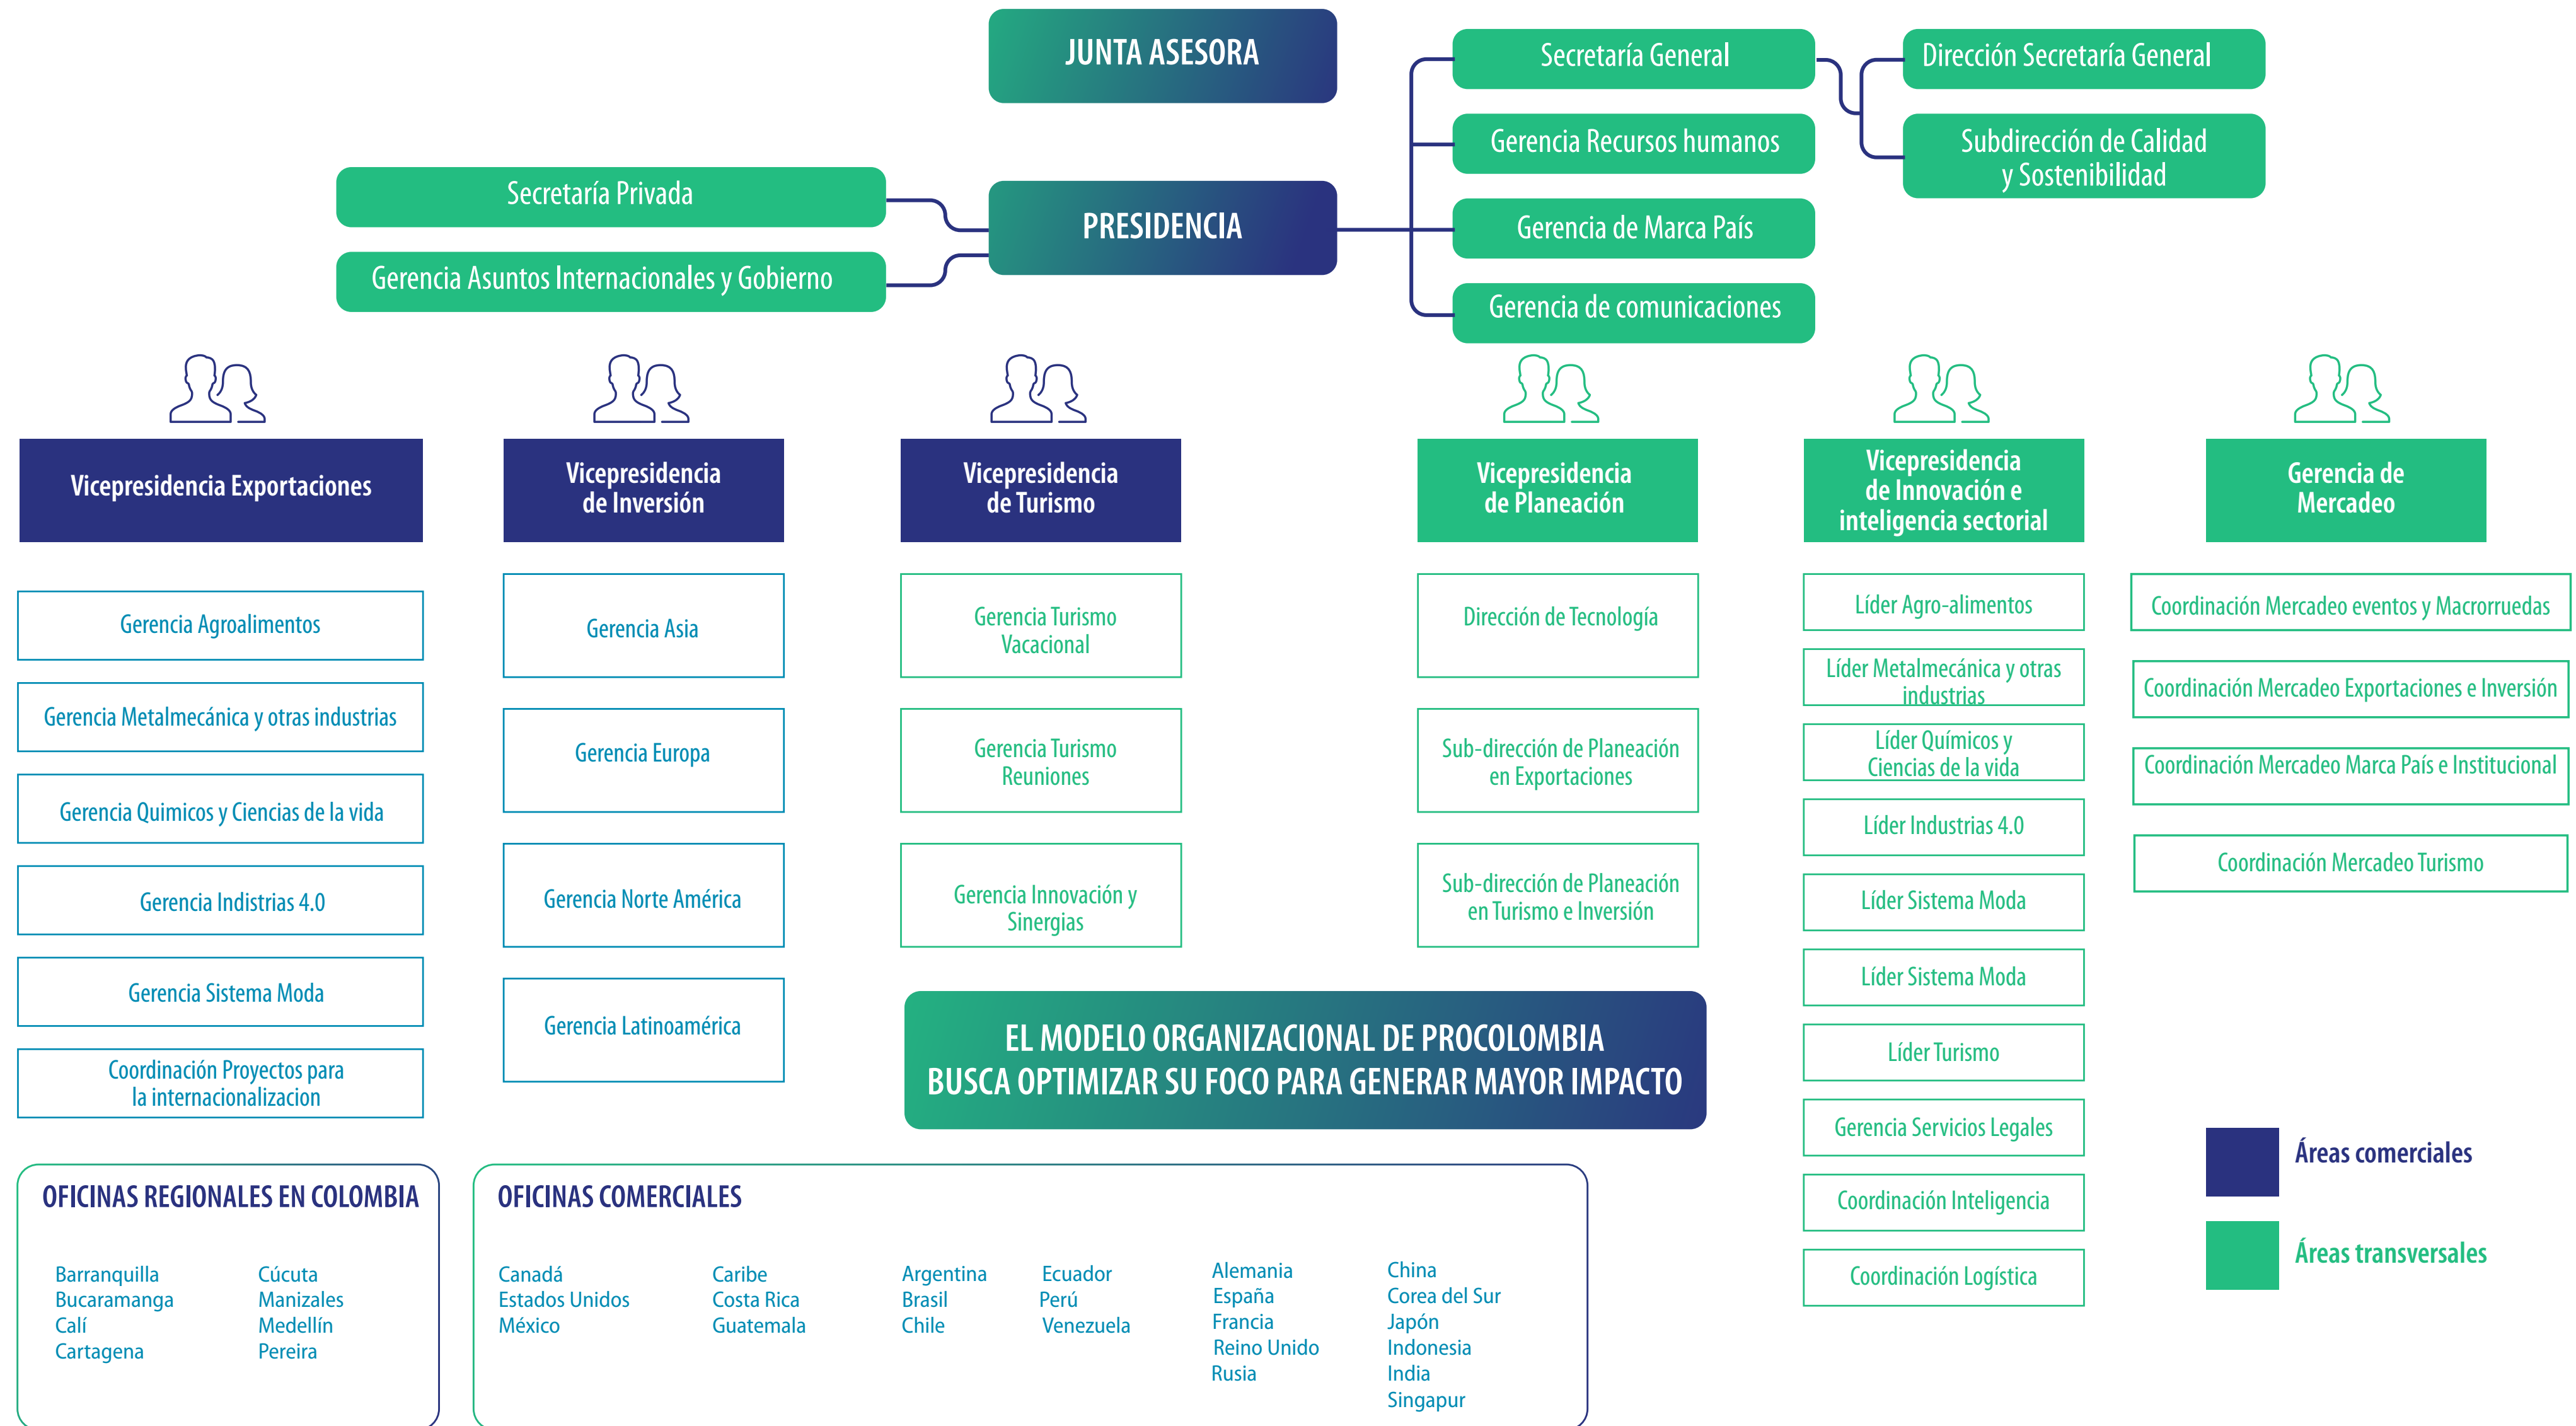 JUNTA ASESORA
PRESIDENCIA
Secretaría Privada
Gerencia Asuntos Internacionales y Gobierno
Secretaría General
Gerencia Recursos humanos
Gerencia de Marca País
Gerencia de comunicaciones
Dirección Secretaría General
Subdirección de Calidad
y Sostenibilidad
Vicepresidencia Exportaciones
Gerencia Agroalimentos
Gerencia Metalmecánica y otras industrias
Gerencia Quimicos y Ciencias de la vida
Gerencia Indistrias 4.0
Gerencia Sistema Moda
Coordinación Proyectos para
la internacionalizacion
Vicepresidencia
de Inversión
Gerencia Asia
Gerencia Europa
Gerencia Norte América
Gerencia Latinoamérica
Vicepresidencia
de Turismo
Gerencia Turismo
Vacacional
Gerencia Turismo
Reuniones
Gerencia Innovación y
Sinergias
Vicepresidencia
de Planeación
Dirección de Tecnología
Sub-dirección de Planeación
en Exportaciones
Sub-dirección de Planeación
en Turismo e Inversión
Vicepresidencia
de Innovación e
inteligencia sectorial
Líder Agro-alimentos
Líder Metalmecánica y otras
industrias
Líder Químicos y
Ciencias de la vida
Líder Industrias 4.0
Líder Sistema Moda
Líder Sistema Moda
Líder Turismo
Gerencia Servicios Legales
Coordinación Inteligencia
Coordinación Logística
Gerencia de
Mercadeo
Coordinación Mercadeo eventos y Macrorruedas
Coordinación Mercadeo Exportaciones e Inversión
Coordinación Mercadeo Marca País e Institucional
Coordinación Mercadeo Turismo
EL MODELO ORGANIZACIONAL DE PROCOLOMBIA
BUSCA OPTIMIZAR SU FOCO PARA GENERAR MAYOR IMPACTO
Áreas comerciales
Áreas transversales
OFICINAS REGIONALES EN COLOMBIA
Barranquilla
Bucaramanga
Calí
Cartagena
Cúcuta
Manizales
Medellín
Pereira
OFICINAS COMERCIALES
Canadá
Estados Unidos
México
Caribe
Costa Rica
Guatemala
Argentina
Brasil
Chile
Ecuador
Perú
Venezuela
Alemania
España
Francia
Reino Unido
Rusia
China
Corea del Sur
Japón
Indonesia
India
Singapur